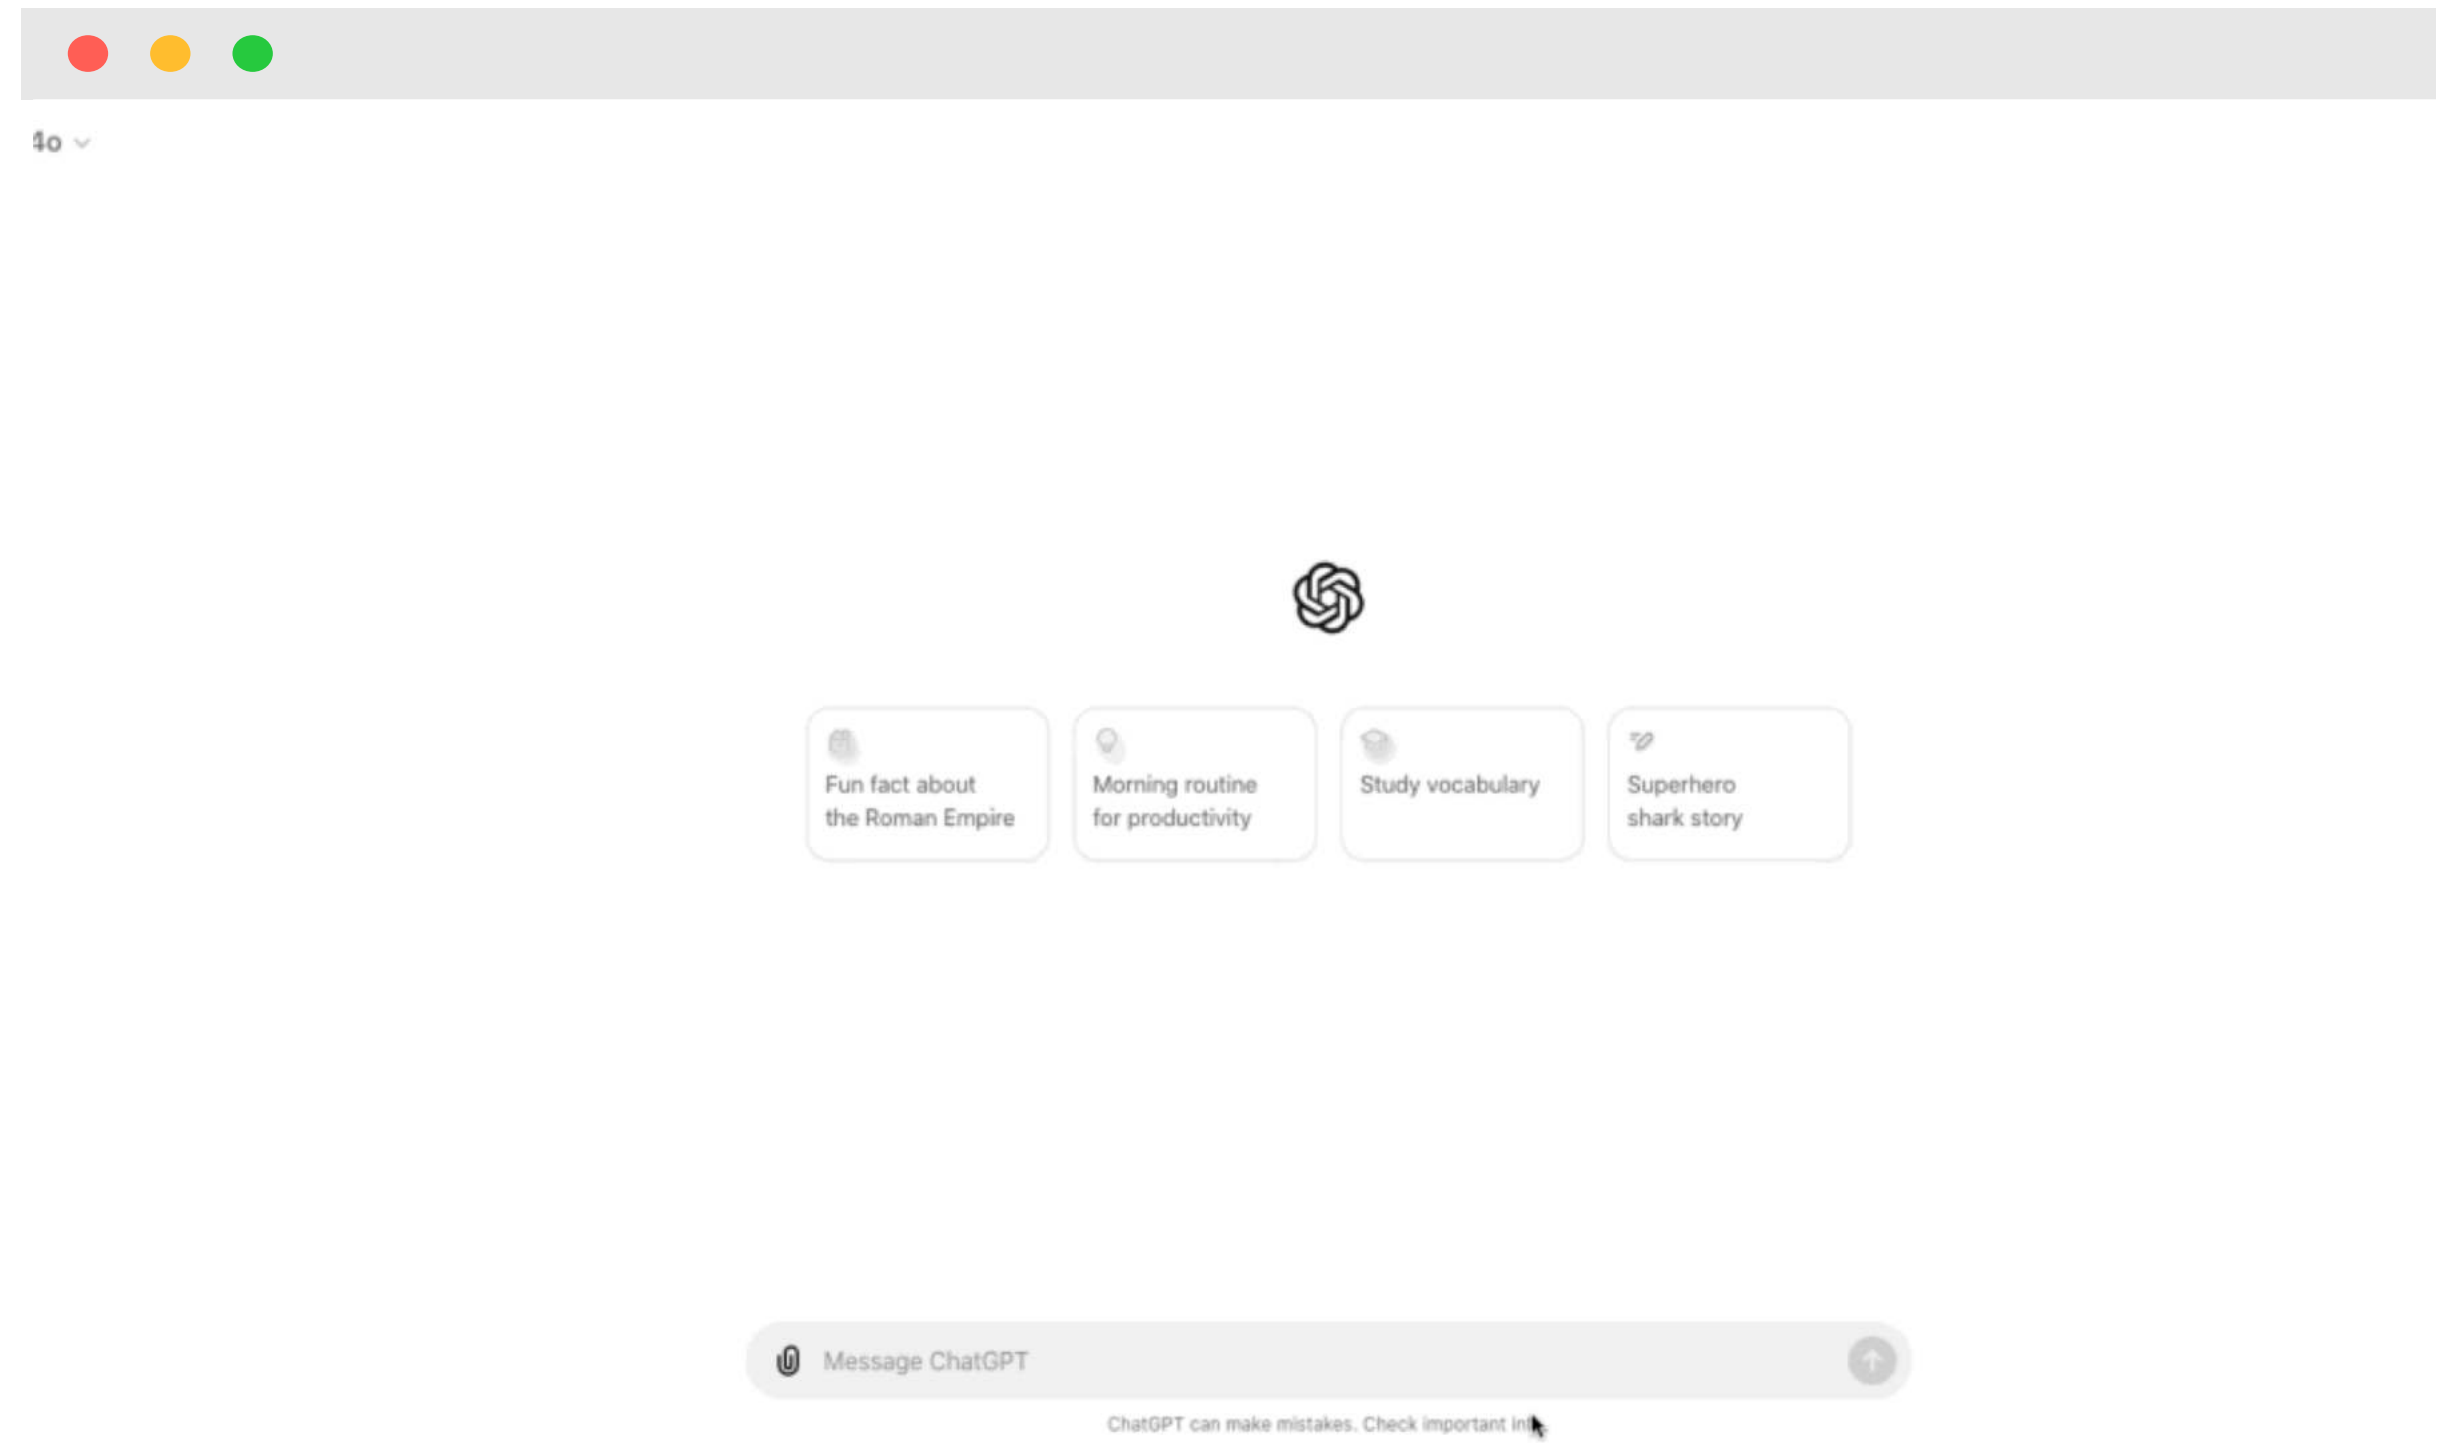 4o
Fun fact about
the Roman Empire
Morning routine
for productivity
Study vocabulary
Superhero
shark story
Message ChatGPT
ChatGPT can make mistakes. Check important